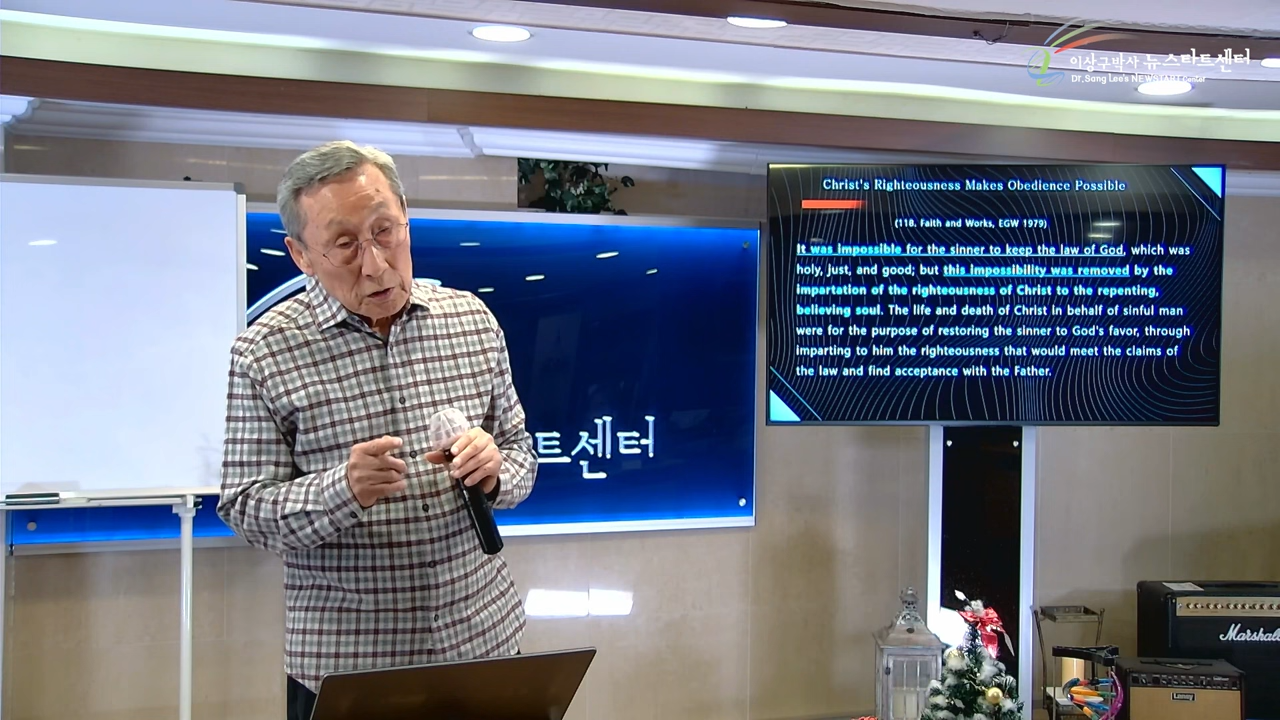 이상구박사 뉴스타트센터
Dr.Sang Lee's NEWSTART Center
Christ's Righteousness Makes Obedience Possible
(118. Faith and Works, EGW 1979)
It was impossible for the sinner to keep the law of God, which was
holy, just, and good; but this impossibility was removed by the
impartation of the righteousness of Christ to the repenting,
believing soul. The life and death of Christ in behalf of sinful man
were for the purpose of restoring the sinner to God's favor, through
imparting to him the righteousness that would meet the claims of
the law and find acceptance with the Father.
트센터
Marshall
Laney